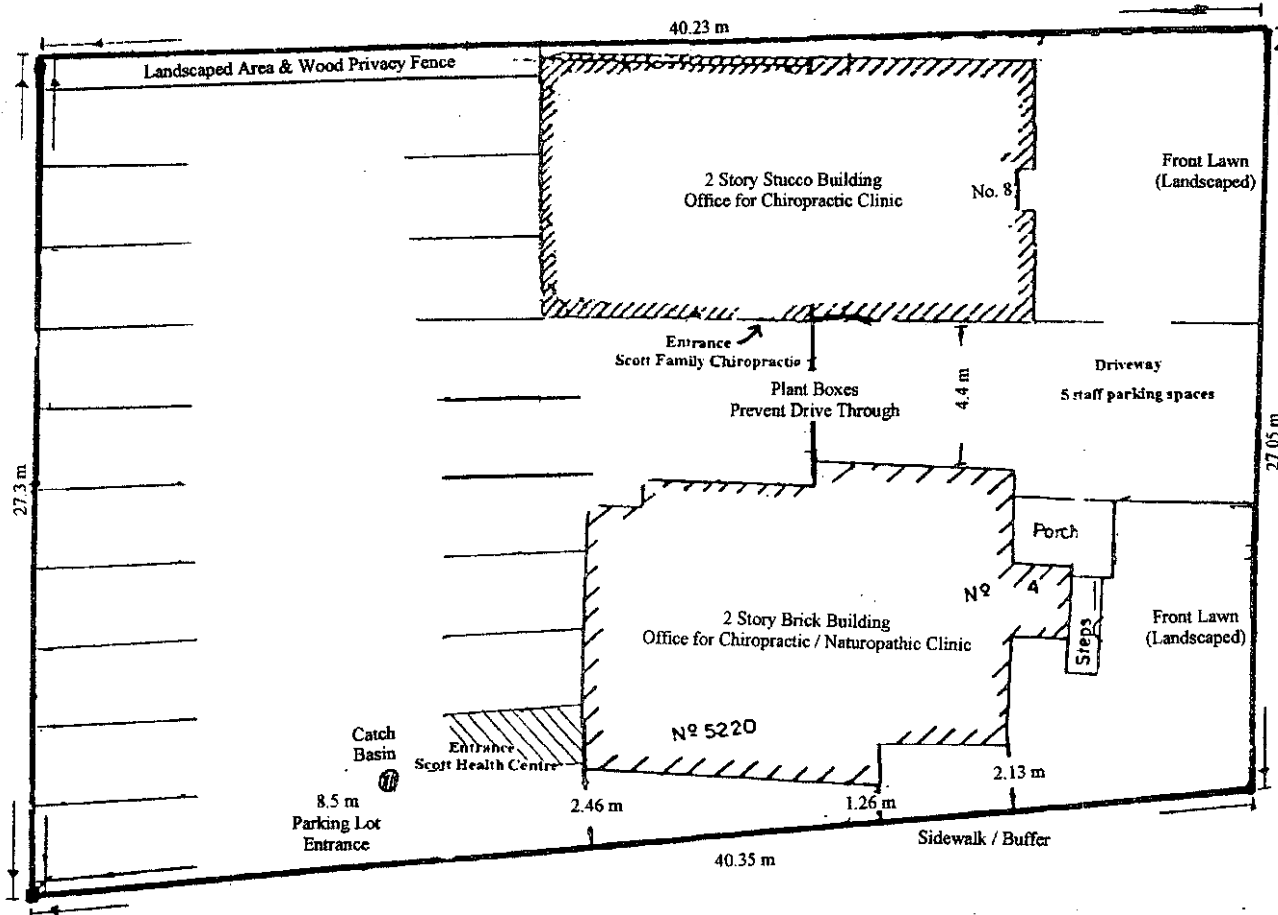 40.23 m
Landscaped Area & Wood Privacy Fence
2 Story Stucco Building
Office for Chiropractic Clinic
No. 8
Front Lawn
(Landscaped)
Entrance
Scott Family Chiropractic
Plant Boxes
Prevent Drive Through
4.4 m
Driveway
5 staff parking spaces
27.3 m
27.05 m
Porch
Nº 4
Steps
2 Story Brick Building
Office for Chiropractic / Naturopathic Clinic
Front Lawn
(Landscaped)
Nº 5220
Catch
Basin
Entrance
Scott Health Centre
8.5 m
Parking Lot
Entrance
2.46 m
1.26 m
2.13 m
Sidewalk / Buffer
40.35 m